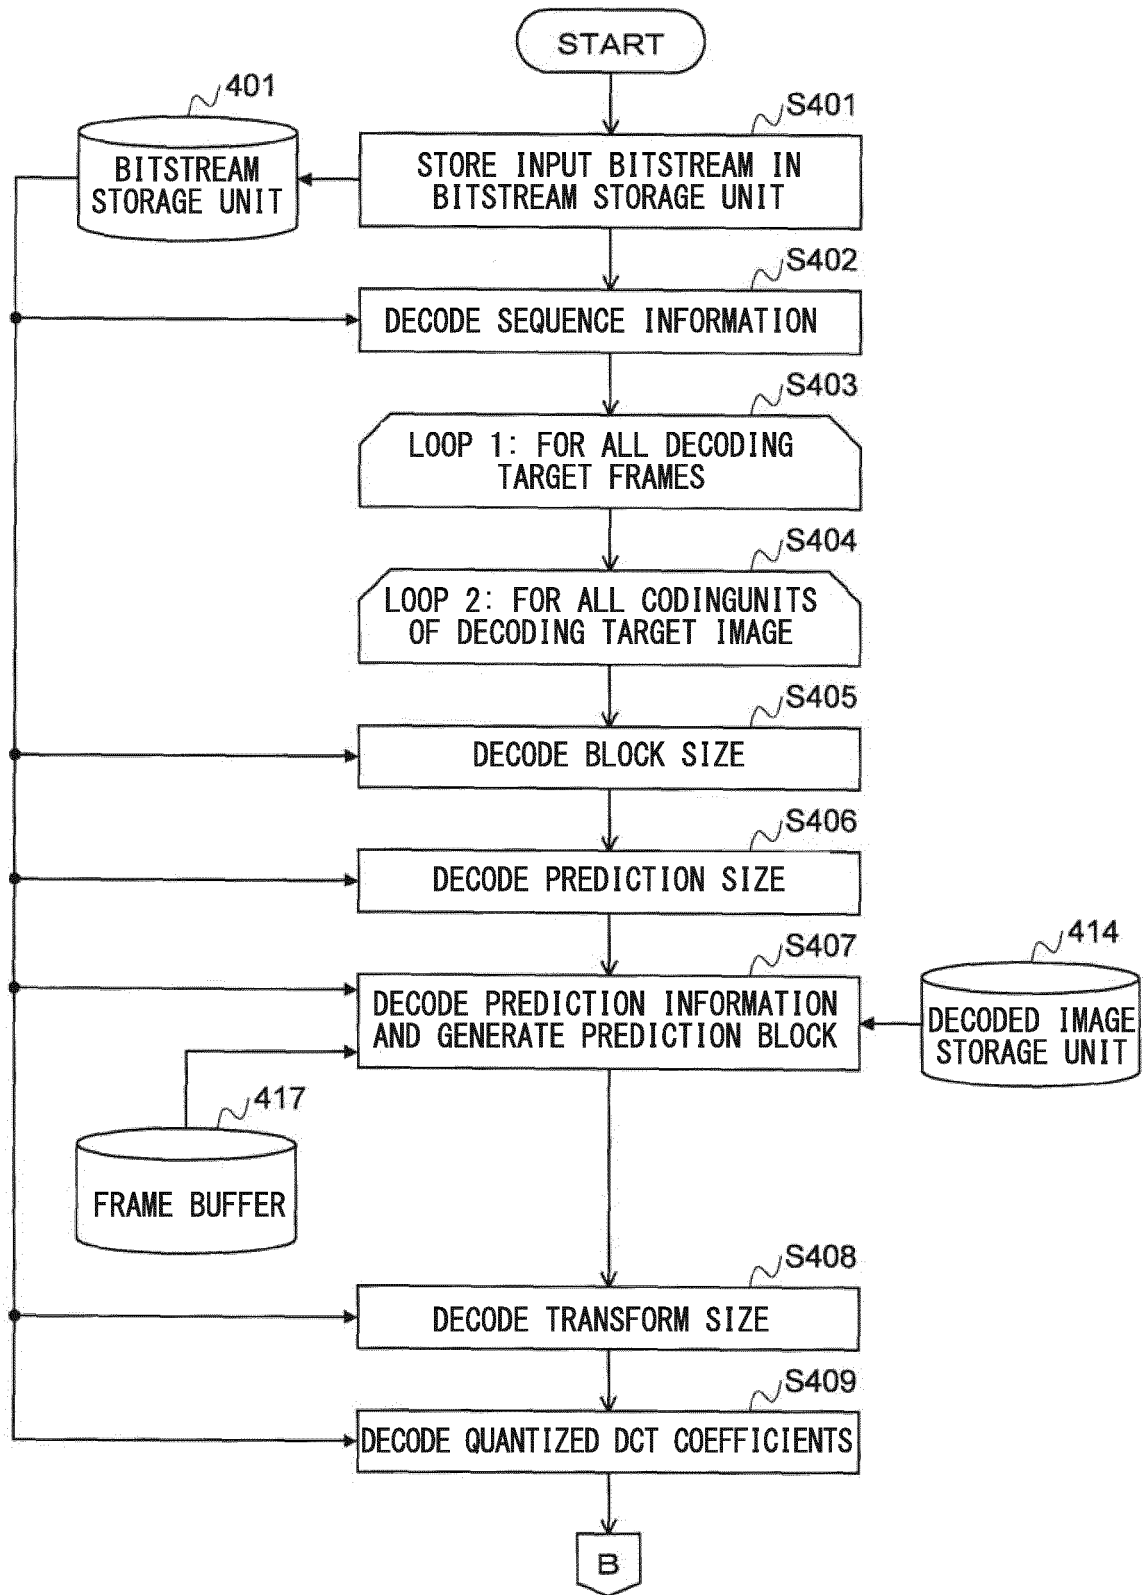 START
401
S401
BITSTREAM
STORAGE UNIT
STORE INPUT BITSTREAM IN
BITSTREAM STORAGE UNIT
S402
DECODE SEQUENCE INFORMATION
S403
LOOP 1: FOR ALL DECODING
TARGET FRAMES
S404
LOOP 2: FOR ALL CODINGUNITS
OF DECODING TARGET IMAGE
S405
DECODE BLOCK SIZE
S406
DECODE PREDICTION SIZE
S407
414
DECODE PREDICTION INFORMATION
AND GENERATE PREDICTION BLOCK
DECODED IMAGE
STORAGE UNIT
417
FRAME BUFFER
S408
DECODE TRANSFORM SIZE
S409
DECODE QUANTIZED DCT COEFFICIENTS
B